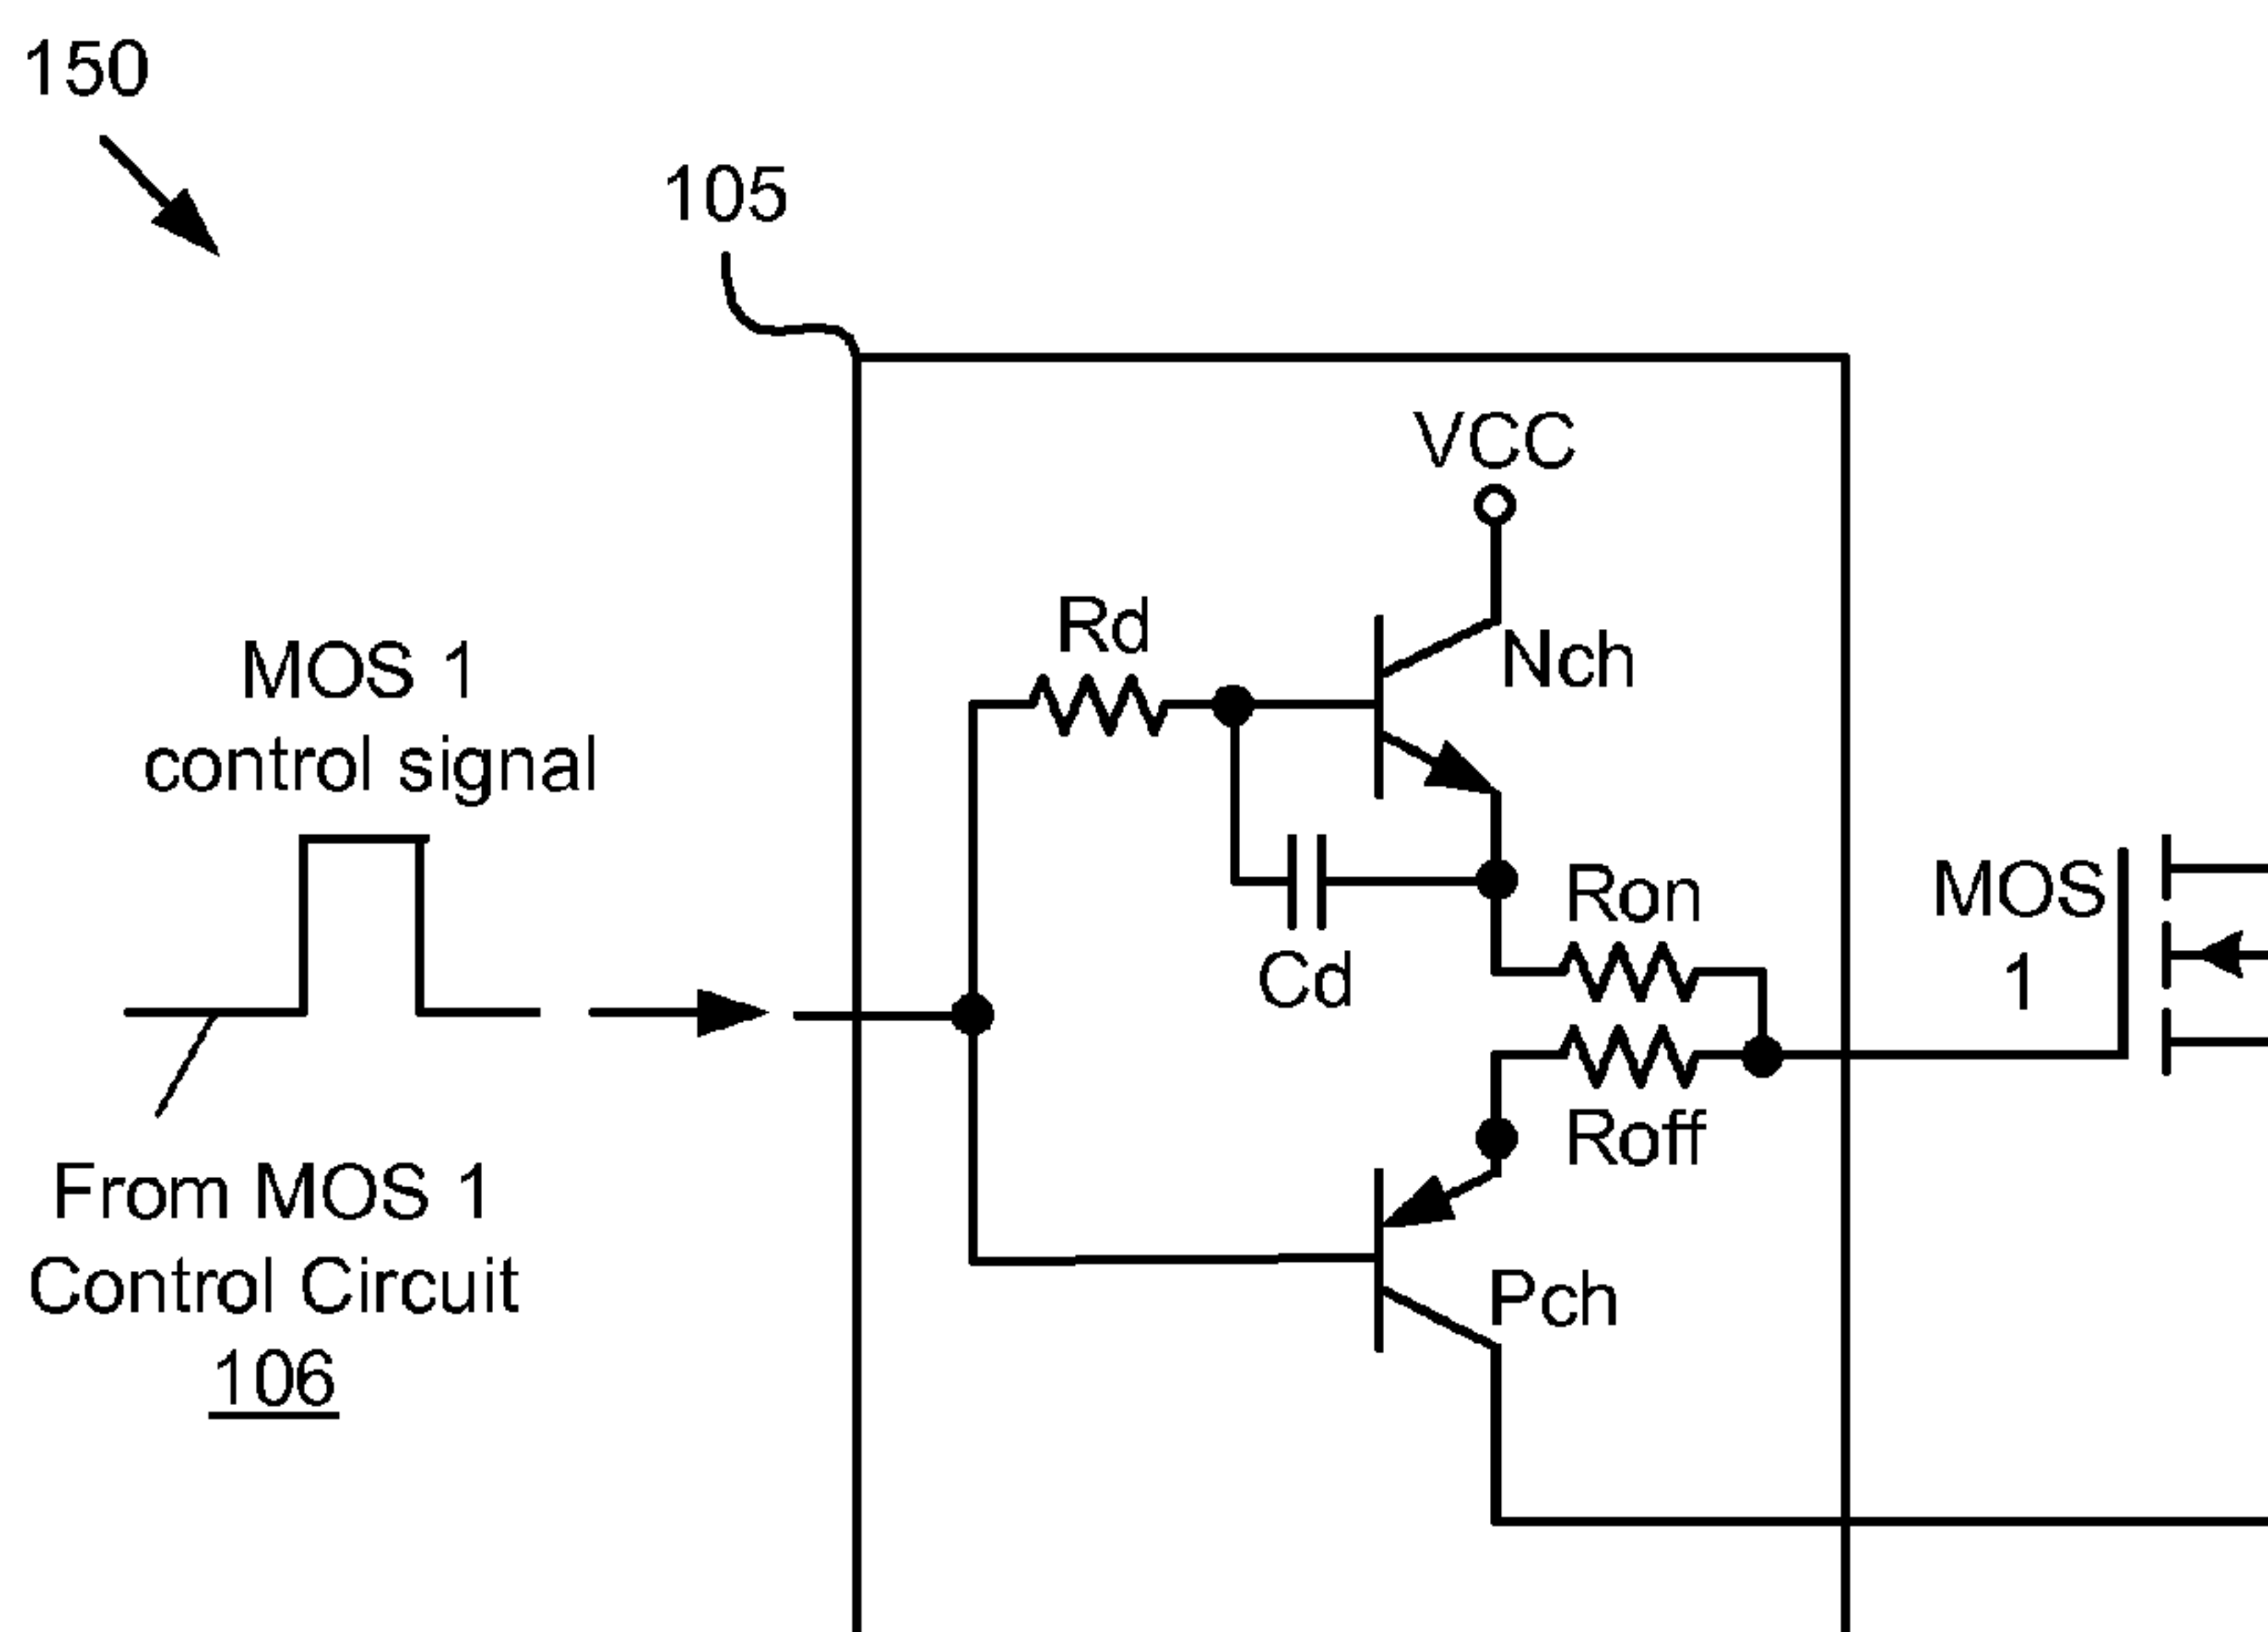 150
105
VCC
Rd
Nch
MOS 1
control signal
Ron
MOS
1
Cd
Roff
From MOS 1
Control Circuit
106
Pch